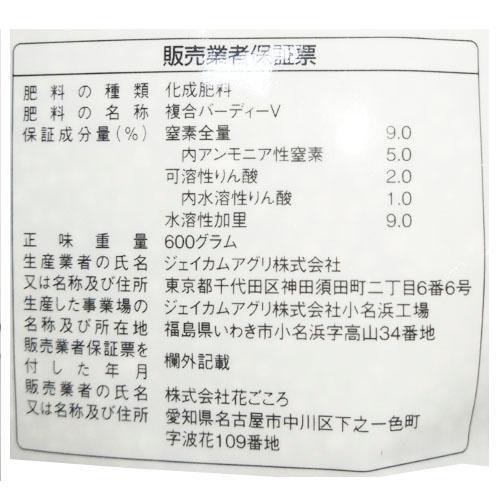 販売業者保証票
肥料の種類 化成肥料
肥料の名称 複合バーディーV
保証成分量(%) 窒素全量 9.0
内アンモニア性窒素 5.0
可溶性りん酸 2.0
内水溶性りん酸 1.0
水溶性加里 9.0
正味重量 600グラム
生産業者の氏名 ジェイカムアグリ株式会社
又は名称及び住所 東京都千代田区神田須田町二丁目6番6号
生産した事業場の ジェイカムアグリ株式会社小名浜工場
名称及び所在地 福島県いわき市小名浜字高山34番地
販売業者保証票を 欄外記載
付した年月
販売業者の氏名 株式会社花ごころ
又は名称及び住所 愛知県名古屋市中川区下之一色町
字波花109番地